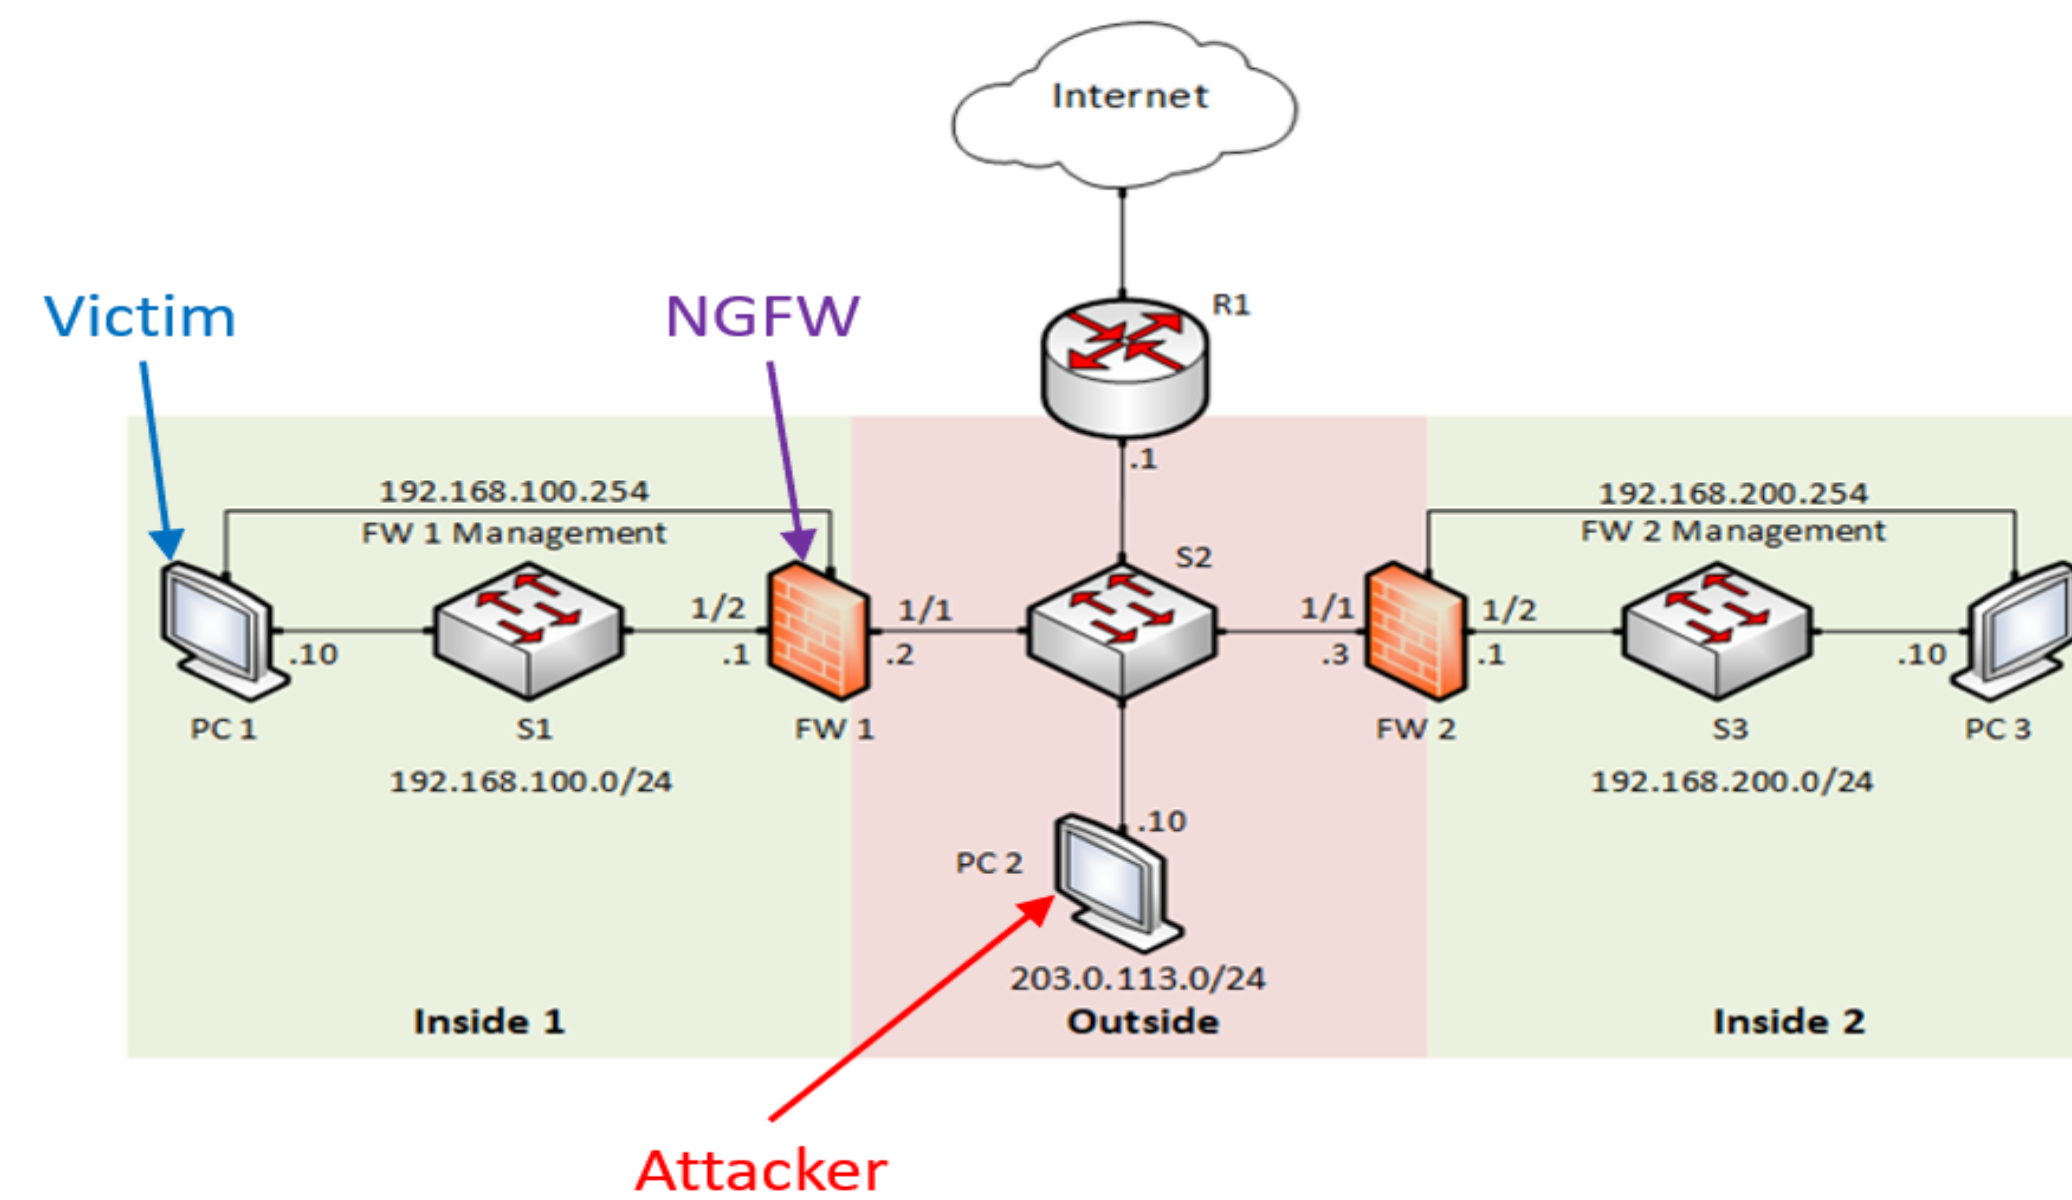 Internet
R1
Victim
NGFW
.1
192.168.100.254
FW 1 Management
192.168.200.254
FW 2 Management
S2
1/2
1/1
1/1
1/2
.10
.1
.2
.3
.1
.10
PC 1
S1
FW 1
FW 2
S3
PC 3
192.168.100.0/24
192.168.200.0/24
.10
PC 2
203.0.113.0/24
Inside 1
Outside
Inside 2
Attacker